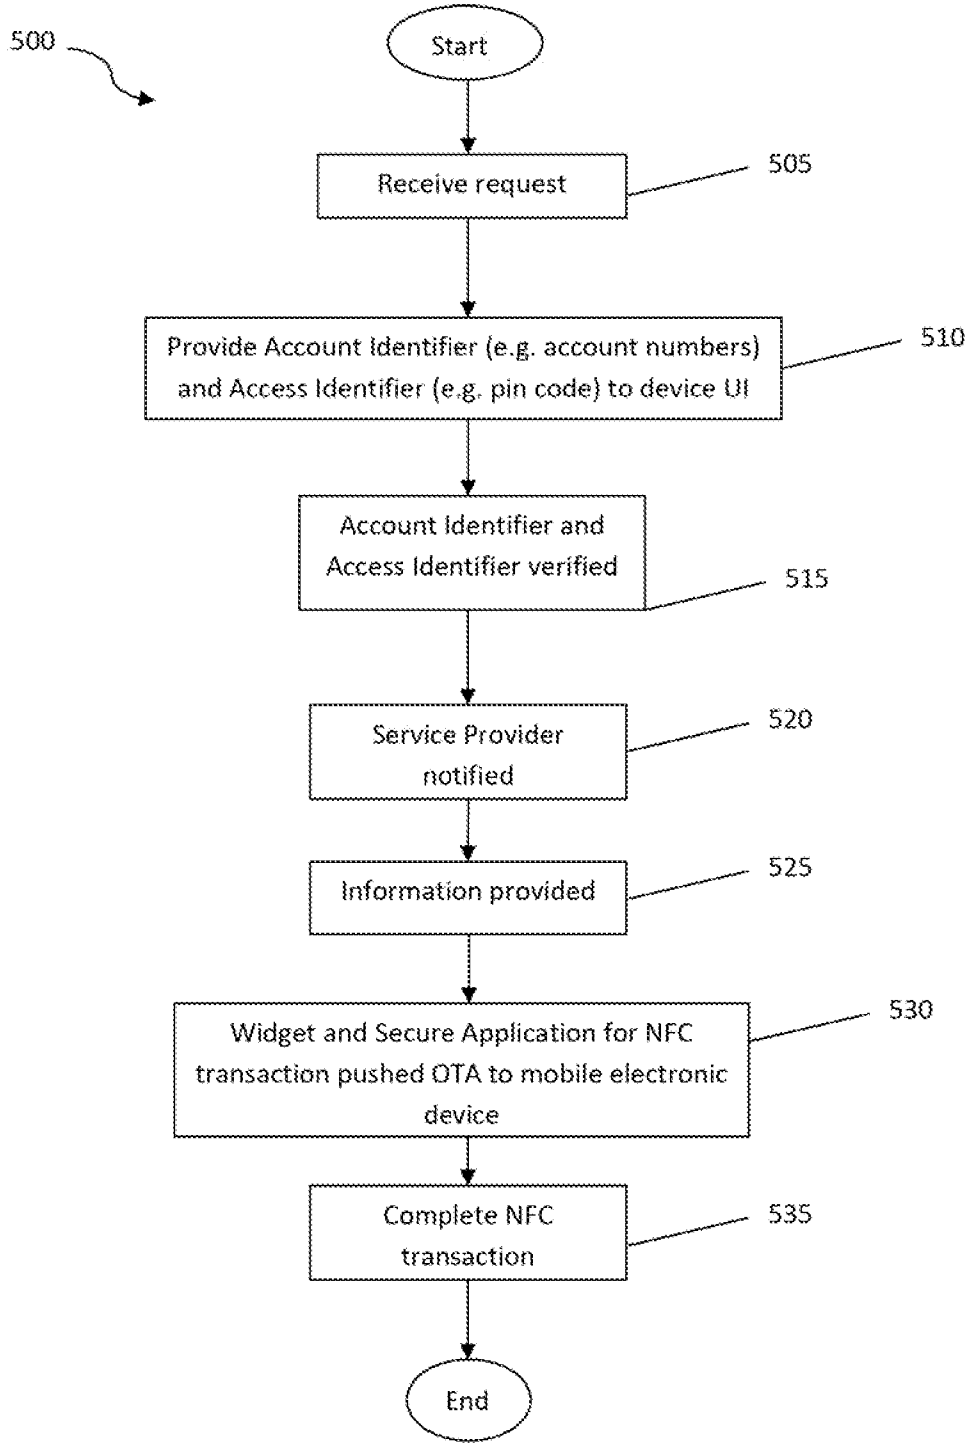 500
Start
Receive request
505
Provide Account Identifier (e.g. account numbers)
and Access Identifier (e.g. pin code) to device UI
510
Account Identifier and
Access Identifier verified
515
Service Provider
notified
520
Information provided
525
Widget and Secure Application for NFC
transaction pushed OTA to mobile electronic
device
530
Complete NFC
transaction
535
End